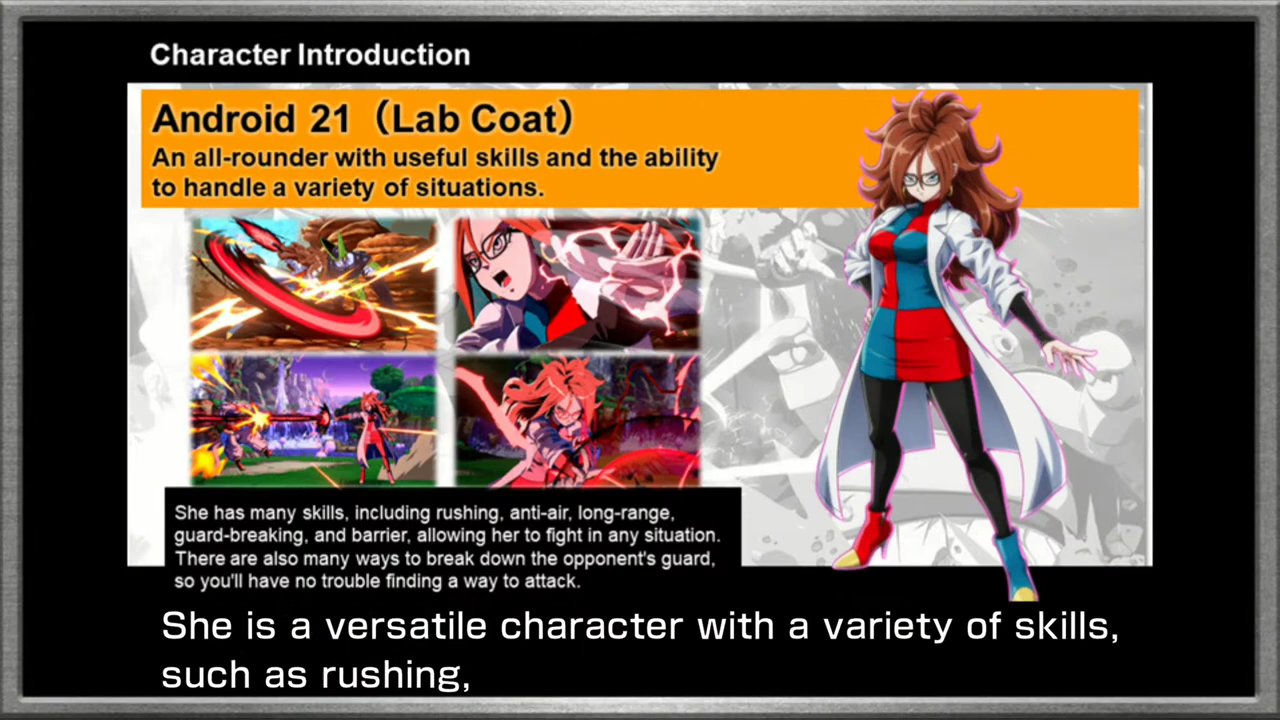 Character Introduction
Android 21（Lab Coat）
An all-rounder with useful skills and the ability
to handle a variety of situations.
She has many skills, including rushing, anti-air, long-range,
guard-breaking, and barrier, allowing her to fight in any situation.
There are also many ways to break down the opponent's guard,
so you'll have no trouble finding a way to attack.
She is a versatile character with a variety of skills,
such as rushing,